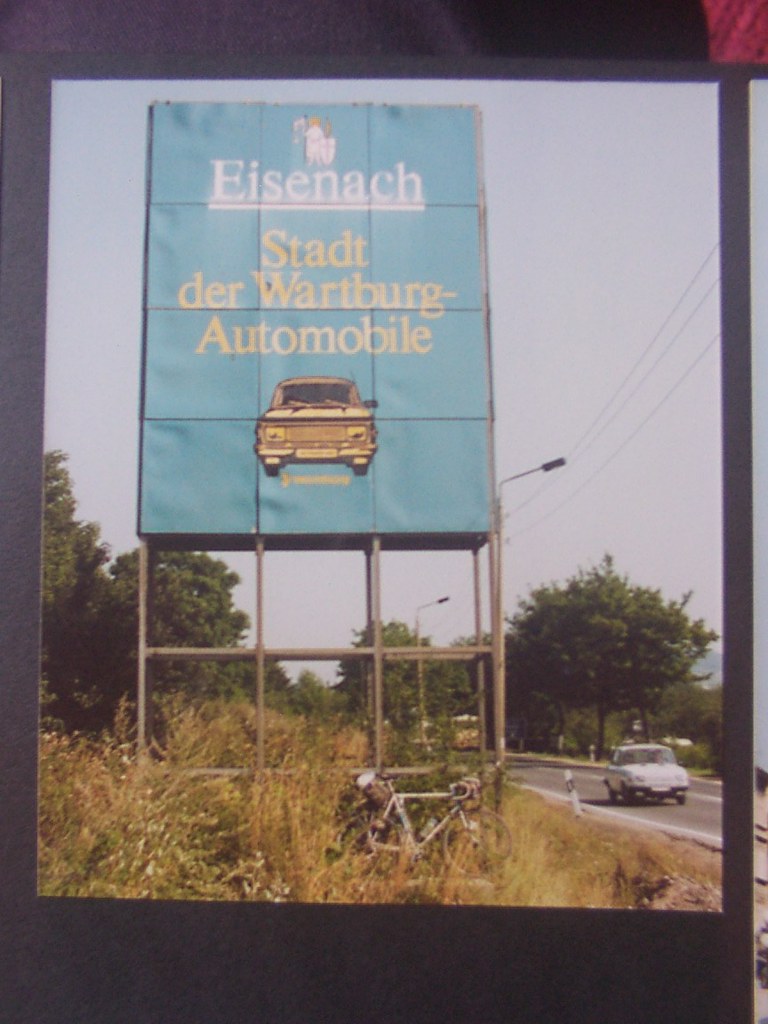 Eisenach
Stadt
der Wartburg-
Automobile